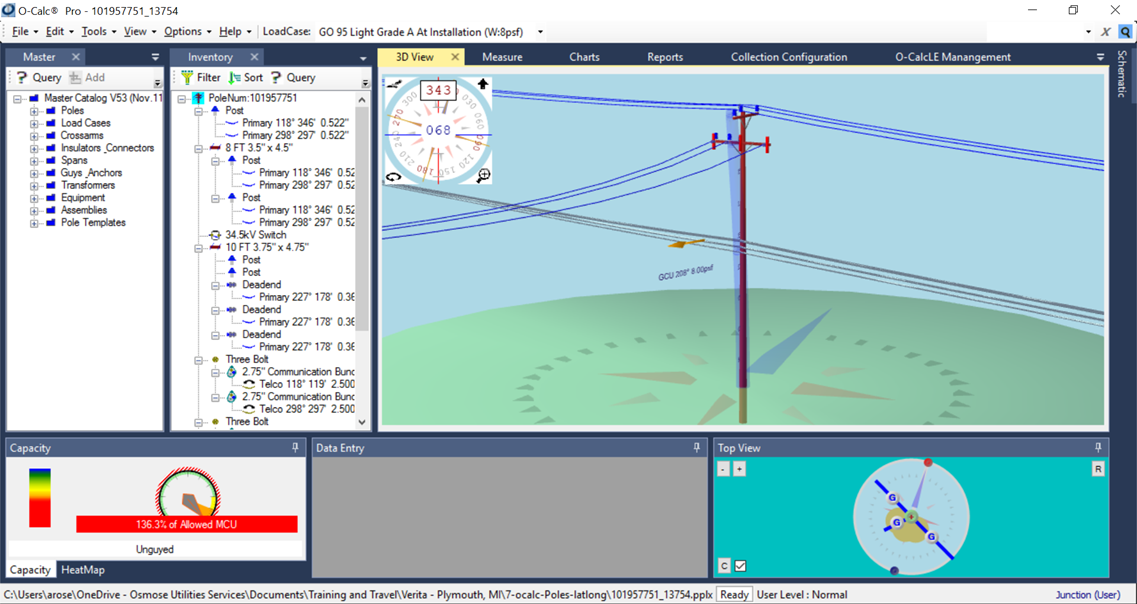 O-Calc® Pro - 101957751_13754
File Edit Tools View Options Help LoadCase: GO 95 Light Grade A At Installation (W:8psf) X Q
Master X
? Query Add
Master Catalog V53 (Nov.11
Poles
Load Cases
Crossams
Insulators_Connectors
Spans
Guys_Anchors
Transformers
Equipment
Assemblies
Pole Templates
Inventory X
Filter Sort ? Query
PoleNum:101957751
Post
Primary 118° 346' 0.522"
Primary 298° 297' 0.522"
8 FT 3.5" x 4.5"
Post
Primary 118° 346' 0.52
Primary 298° 297' 0.52
Post
Primary 118° 346' 0.52
Primary 298° 297' 0.52
34.5kV Switch
10 FT 3.75" x 4.75"
Post
Post
Deadend
Primary 227° 178' 0.36
Deadend
Primary 227° 178' 0.36
Deadend
Primary 227° 178' 0.36
Three Bolt
2.75" Communication Bunc
Telco 118° 119' 2.500
2.75" Communication Bunc
Telco 298° 297' 2.500
Three Bolt
3D View X Measure Charts Reports Collection Configuration O-CalcLE Mangement
Schematic
343
068
GCU 208° 8.00psf
Capacity
136.3% of Allowed MCU
Unguyed
Capacity HeatMap
Data Entry
Top View
- + R
G
G
G
C
C:\Users\arose\OneDrive - Osmose Utilities Services\Documents\Training and Travel\Verita - Plymouth, MI\7-ocalc-Poles-latlong\101957751_13754.pplx Ready User Level : Normal Junction (User)